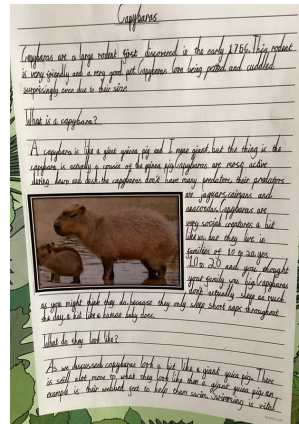 Capybaras
Capybaras are a large rodent first discovered in the early 1766. This rodent
is very friendly and a very good pet. Capybaras love being petted and cuddled
surprisingly even due to their size
What is a capybara?
A capybara is like a giant guinea pig and I mean giant, but the thing is the
capybara is actually a cousin of the guinea pig. Capybaras are most active
during dawn and dusk. the capybaras don't have many predators, their predators
are jaguars, caimans and
anacondas. Capybaras are
very social creatures a bit
like us but they live in
families of 10 to 20 yes
10 to 20 and you thought
your family was big. Capybaras
don't actually sleep as much
as you might think they do, because they only sleep short naps throughout
the day a bit like a human baby does.
What do they look like?
As we discussed capybaras look a bit like a giant guinea pig. There
is still alot more to what they look like than a giant guinea pig an
example is their webbed feet to help them swim. Swimming is vital